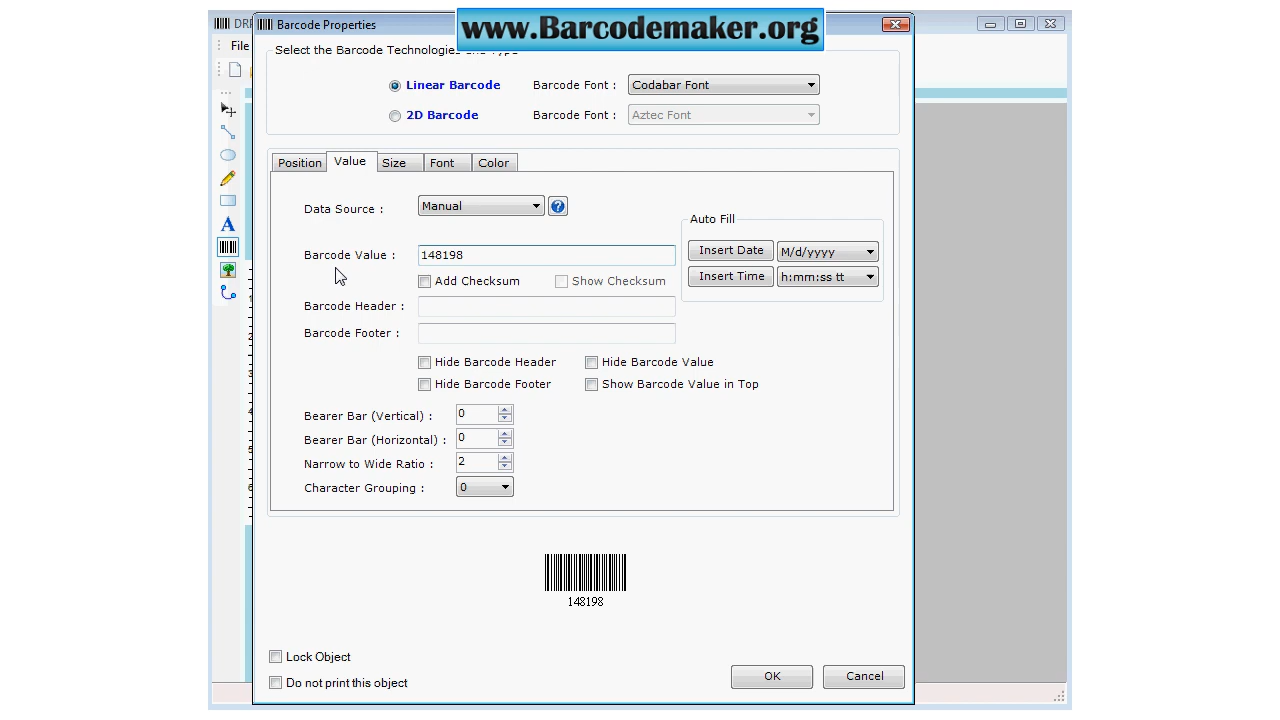 www.Barcodemaker.org
DR
Barcode Properties
File
Select the Barcode Technologies and Type
Linear Barcode
Barcode Font :
Codabar Font
2D Barcode
Barcode Font :
Aztec Font
Position
Value
Size
Font
Color
Data Source :
Manual
?
Auto Fill
Barcode Value :
148198
Insert Date
M/d/yyyy
Add Checksum
Show Checksum
Insert Time
h:mm:ss tt
Barcode Header :
Barcode Footer :
Hide Barcode Header
Hide Barcode Value
Hide Barcode Footer
Show Barcode Value in Top
Bearer Bar (Vertical) :
0
Bearer Bar (Horizontal) :
0
Narrow to Wide Ratio :
2
Character Grouping :
0
148198
Lock Object
Do not print this object
OK
Cancel